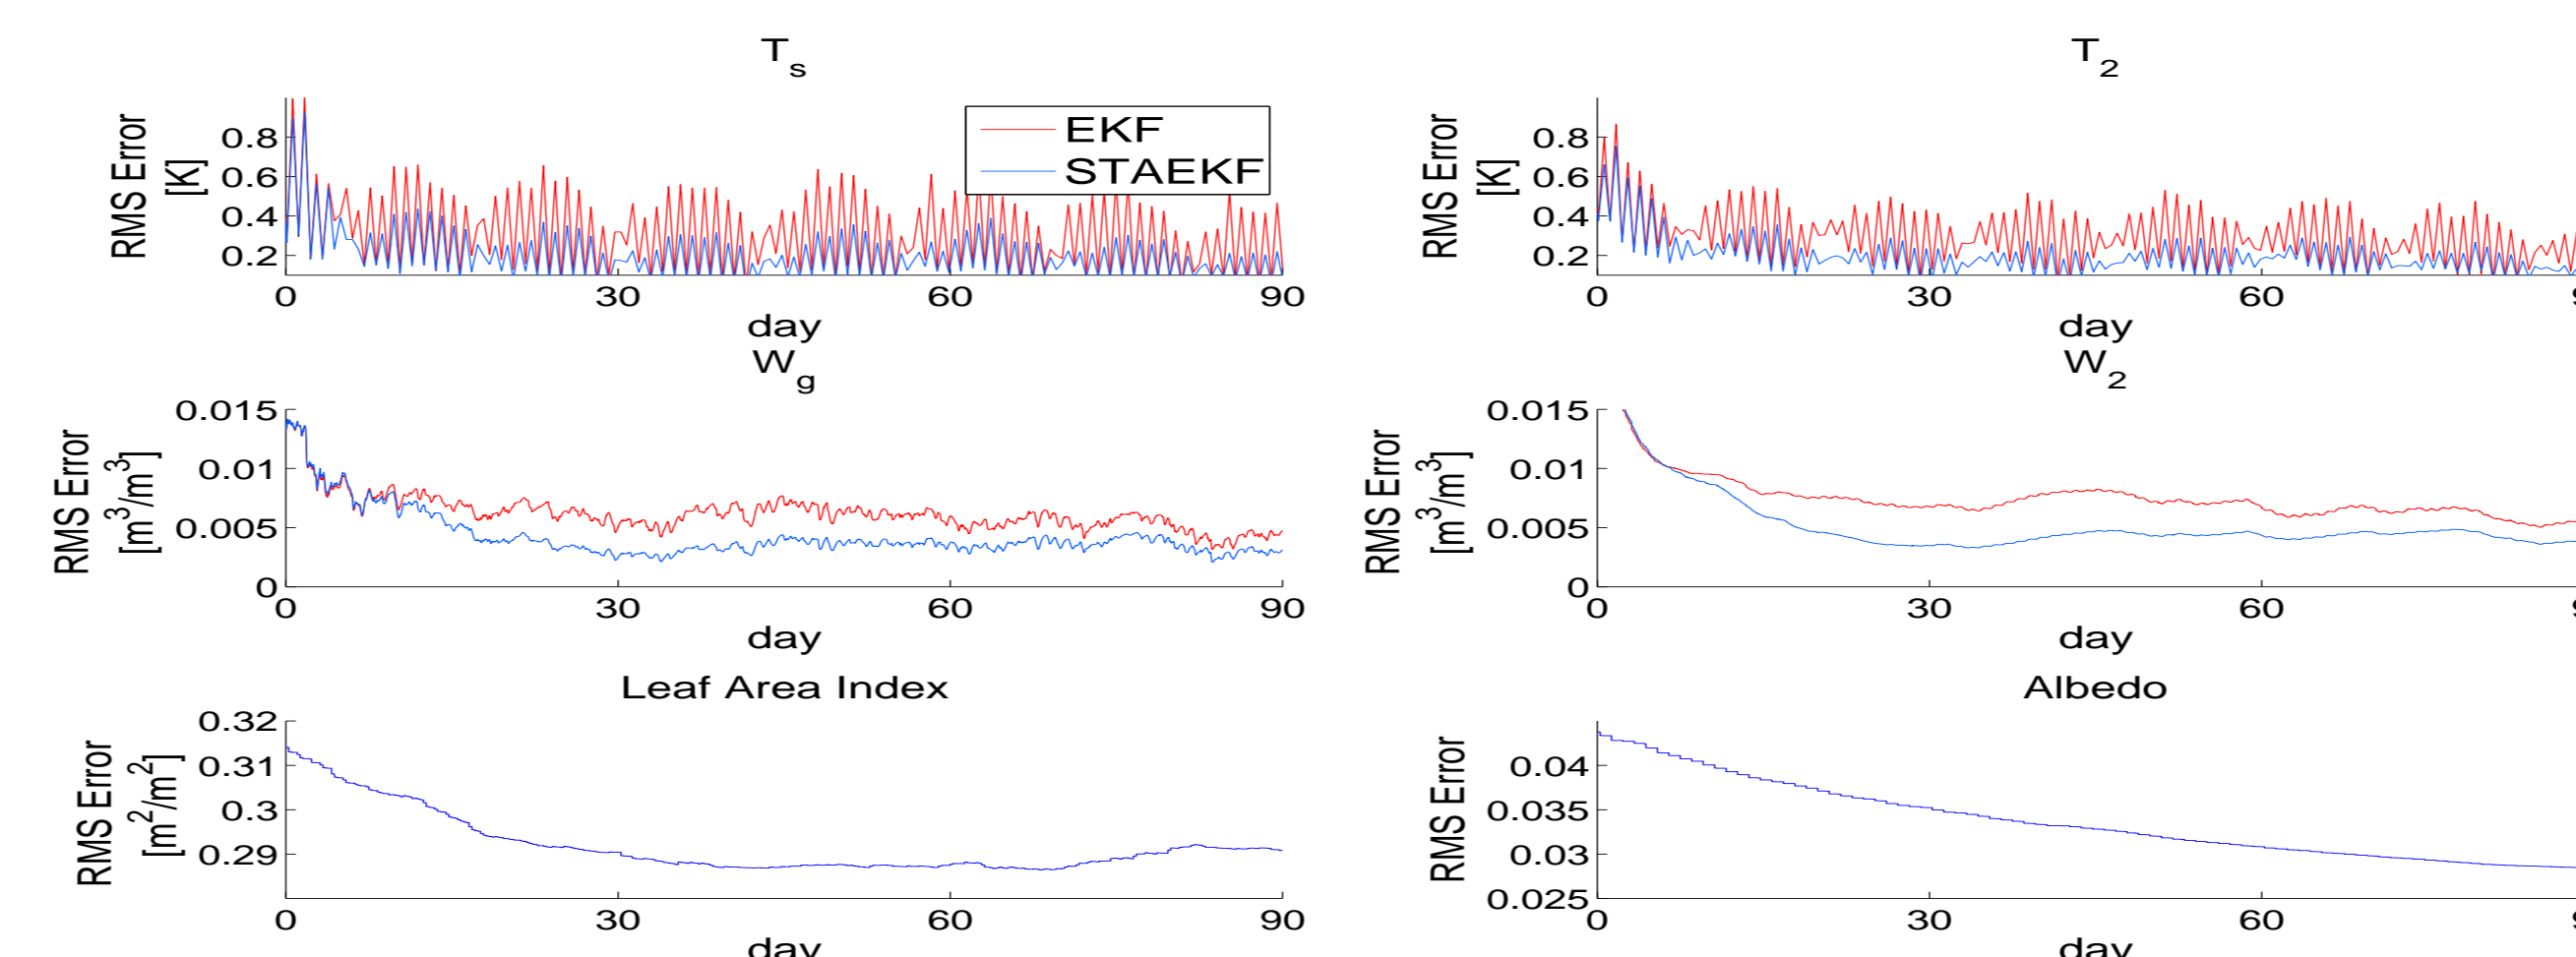 T_s
RMS Error
[K]
0.8
0.6
0.4
0.2
EKF
STAEKF
0 30 60 90
day
T_2
RMS Error
[K]
0.8
0.6
0.4
0.2
0 30 60
day
W_g
RMS Error
[m^3/m^3]
0.015
0.01
0.005
0
0 30 60 90
day
W_2
RMS Error
[m^3/m^3]
0.015
0.01
0.005
0
0 30 60
day
Leaf Area Index
RMS Error
[m^2/m^2]
0.32
0.31
0.3
0.29
0 30 60 90
day
Albedo
RMS Error
0.04
0.035
0.03
0.025
0 30 60
day